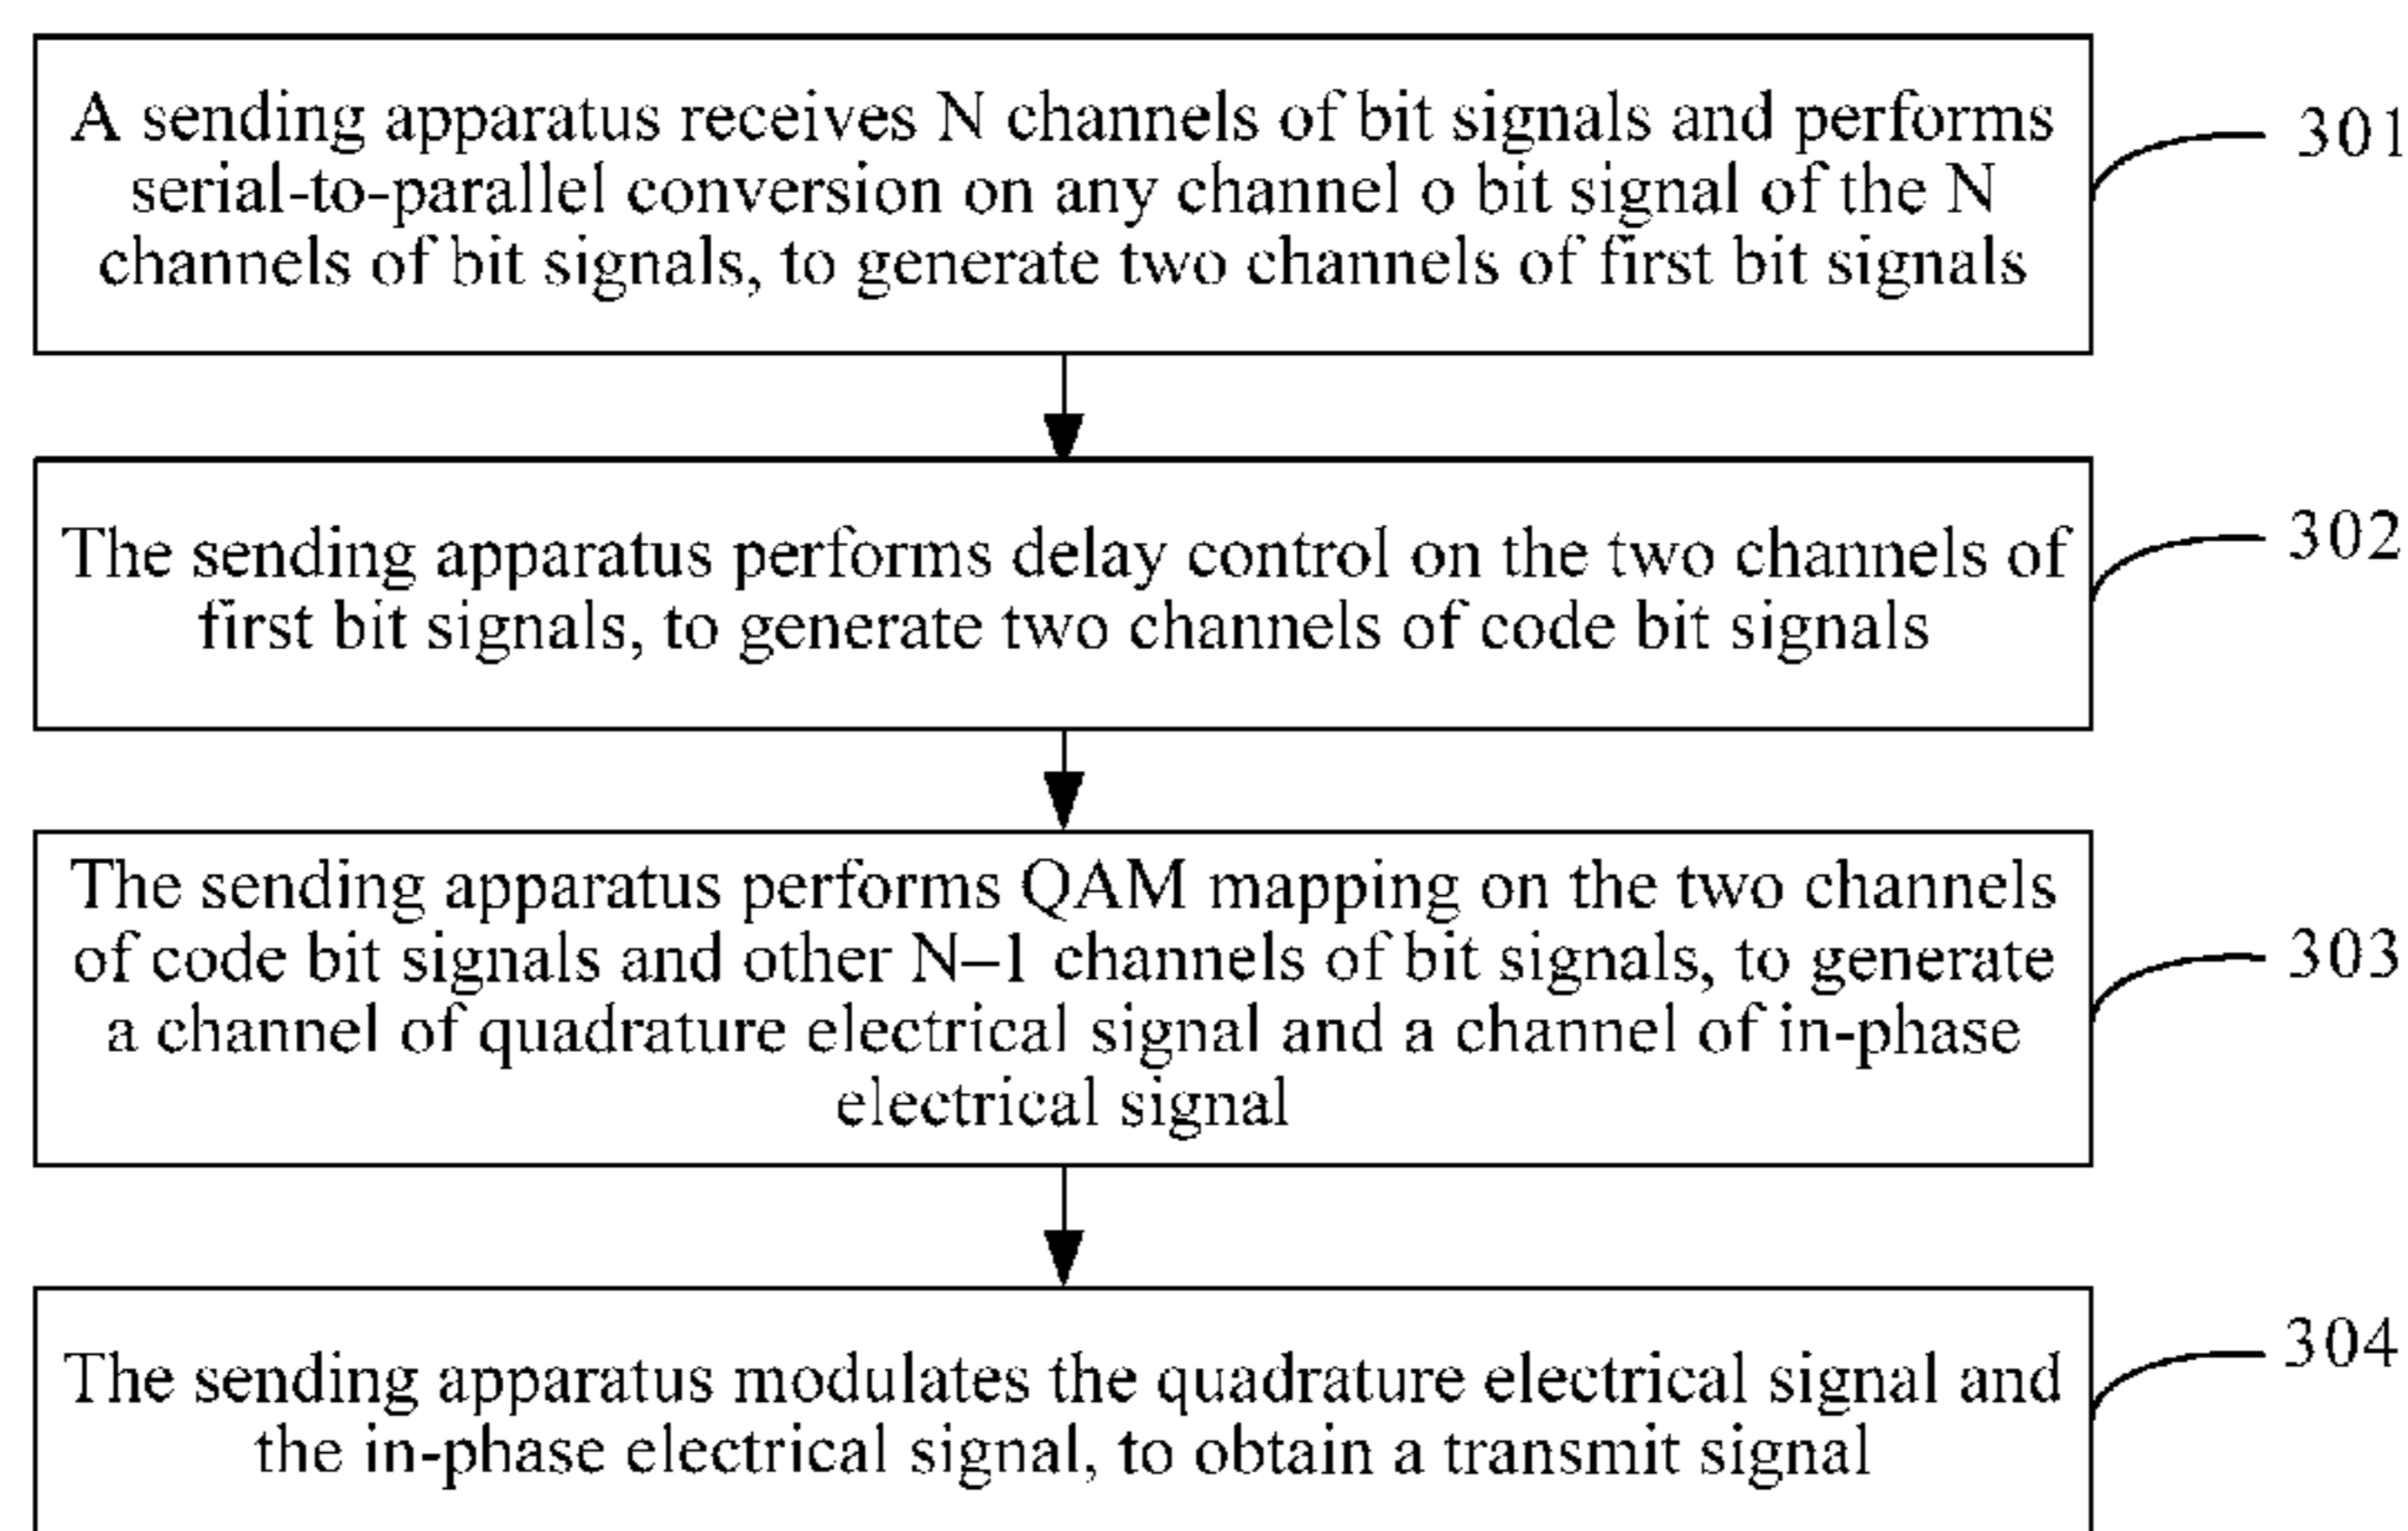 A sending apparatus receives N channels of bit signals and performs
serial-to-parallel conversion on any channel o bit signal of the N
channels of bit signals, to generate two channels of first bit signals
301
The sending apparatus performs delay control on the two channels of
first bit signals, to generate two channels of code bit signals
302
The sending apparatus performs QAM mapping on the two channels
of code bit signals and other N–1 channels of bit signals, to generate
a channel of quadrature electrical signal and a channel of in-phase
electrical signal
303
The sending apparatus modulates the quadrature electrical signal and
the in-phase electrical signal, to obtain a transmit signal
304